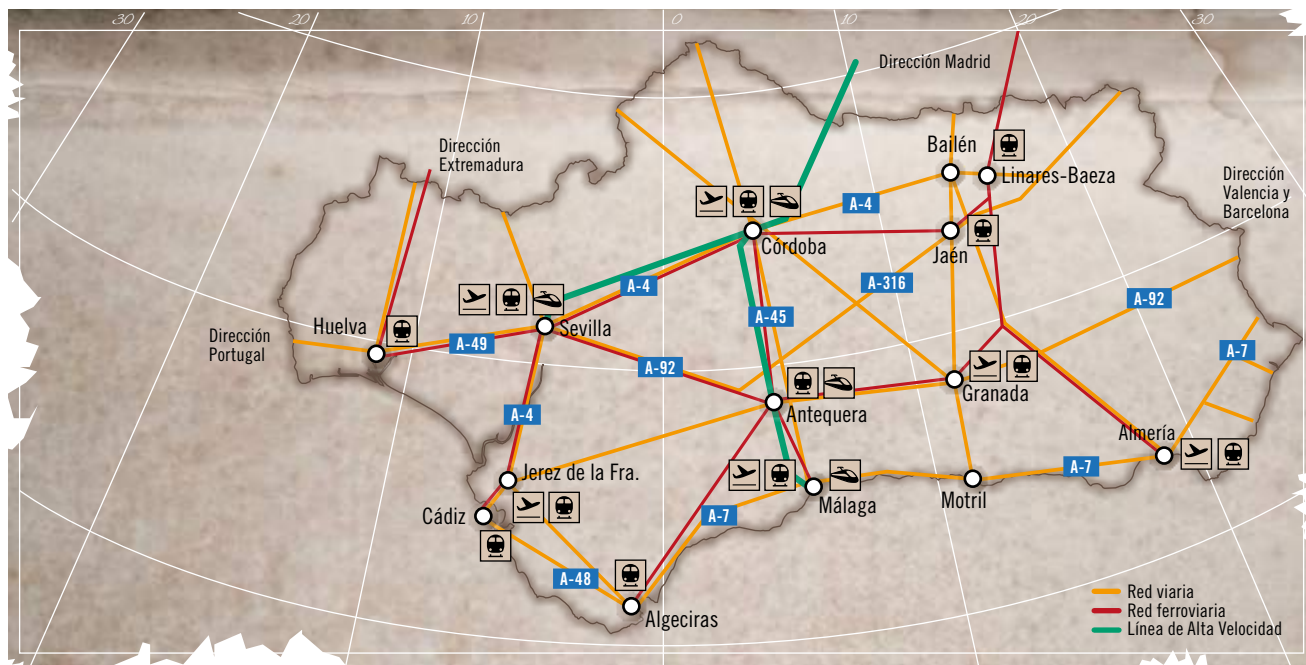 30
20
10
0
10
20
30
Dirección Madrid
Dirección
Extremadura
Bailén
Linares-Baeza
Dirección
Valencia y
Barcelona
A-4
Córdoba
Jaén
A-4
A-316
A-92
A-45
Huelva
Sevilla
Dirección
Portugal
A-49
A-92
A-7
Granada
Antequera
A-4
Almería
Jerez de la Fra.
A-7
Motril
Málaga
Cádiz
A-7
A-48
Algeciras
Red viaria
Red ferroviaria
Línea de Alta Velocidad